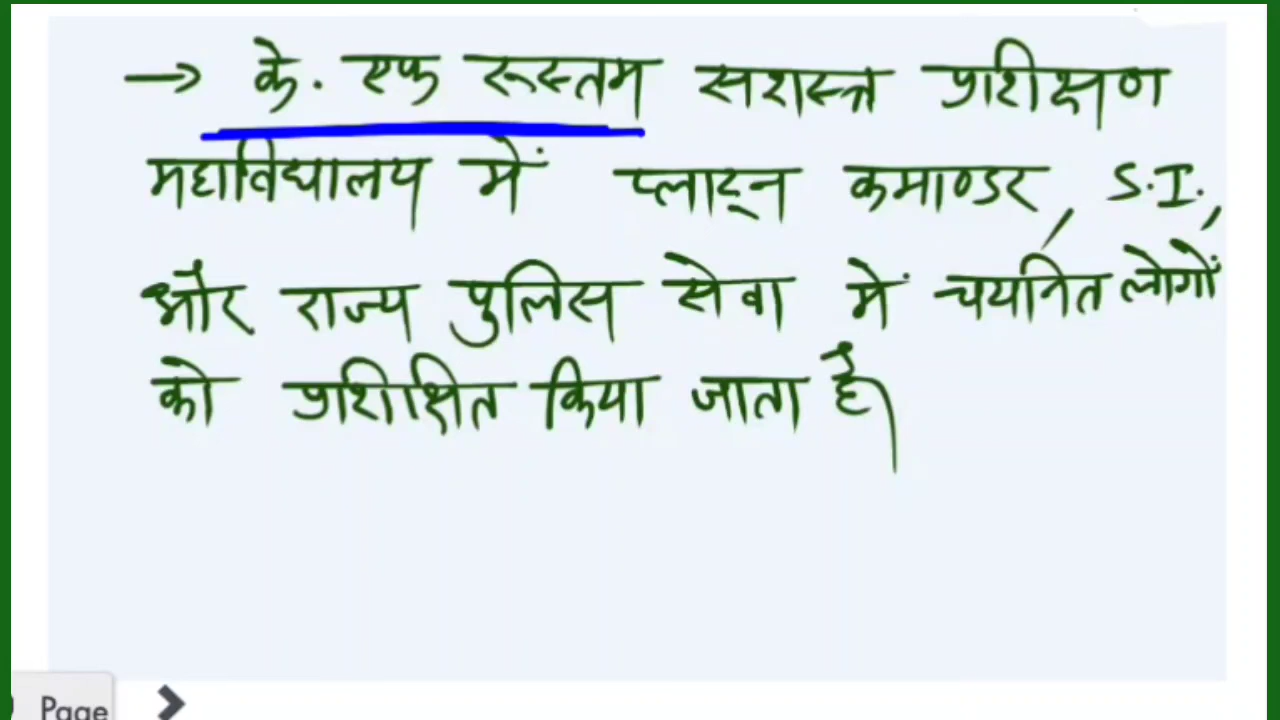 → के. एफ रूस्तम सशस्त्र प्रशिक्षण
महाविद्यालय में प्लाटून कमाण्डर, S.I.,
और राज्य पुलिस सेवा में चयनित लोगों
को प्रशिक्षित किया जाता है।
Page